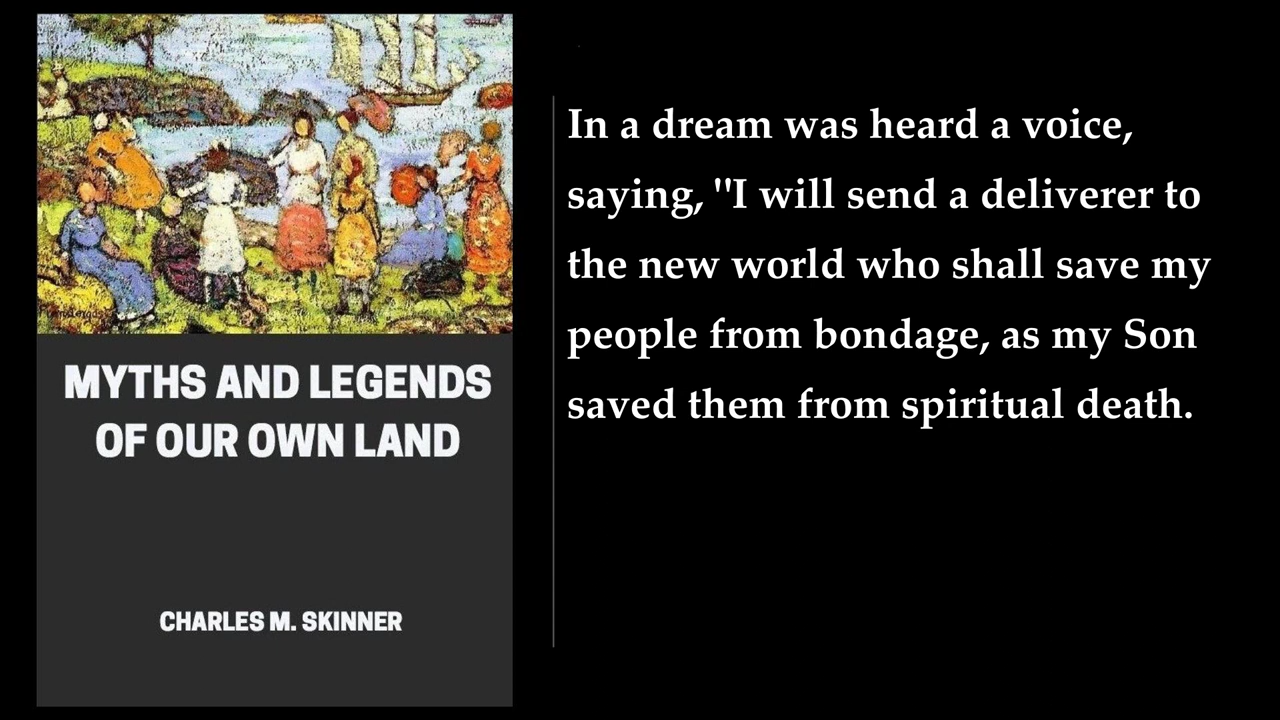 MYTHS AND LEGENDS
OF OUR OWN LAND
CHARLES M. SKINNER
In a dream was heard a voice,
saying, "I will send a deliverer to
the new world who shall save my
people from bondage, as my Son
saved them from spiritual death.